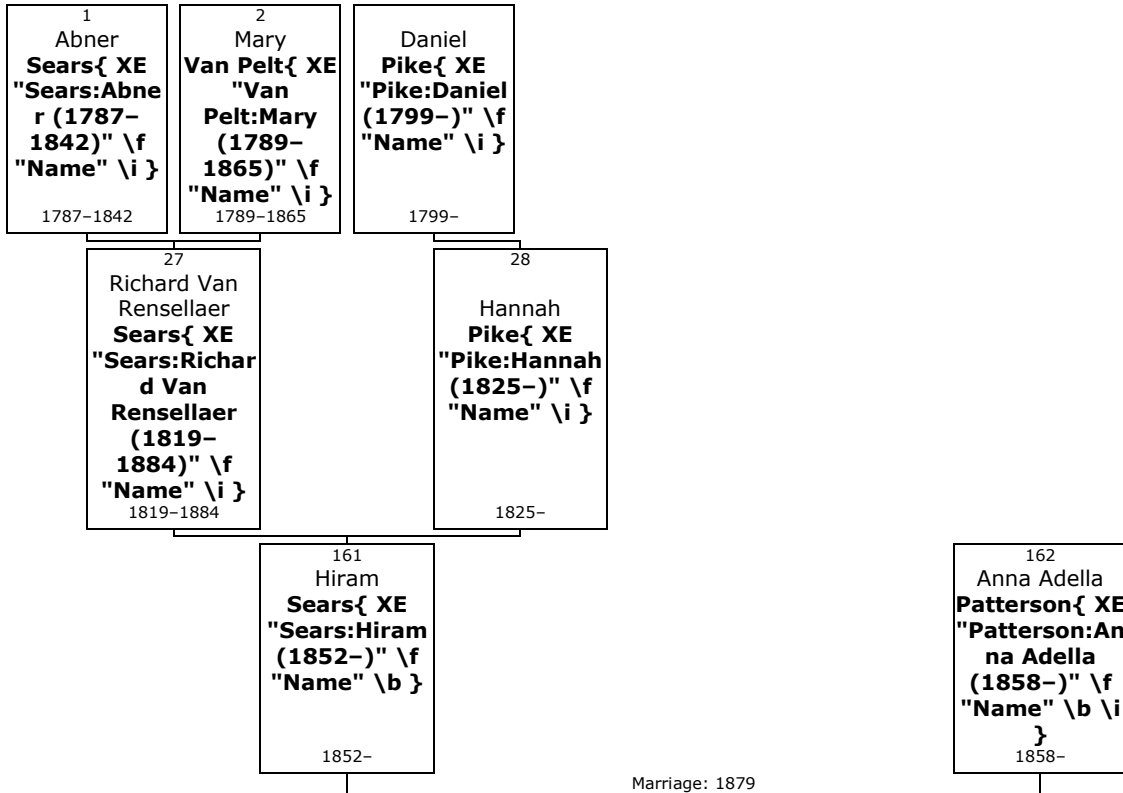 1
Abner
Sears{ XE
"Sears:Abne
r (1787–
1842)" \f
"Name" \i }
1787–1842
2
Mary
Van Pelt{ XE
"Van
Pelt:Mary
(1789–
1865)" \f
"Name" \i }
1789–1865
Daniel
Pike{ XE
"Pike:Daniel
(1799–)" \f
"Name" \i }
1799–
27
Richard Van
Rensellaer
Sears{ XE
"Sears:Richar
d Van
Rensellaer
(1819–
1884)" \f
"Name" \i }
1819–1884
28
Hannah
Pike{ XE
"Pike:Hannah
(1825–)" \f
"Name" \i }
1825–
161
Hiram
Sears{ XE
"Sears:Hiram
(1852–)" \f
"Name" \b }
1852–
162
Anna Adella
Patterson{ XE
"Patterson:An
na Adella
(1858–)" \f
"Name" \b \i
}
1858–
Marriage: 1879